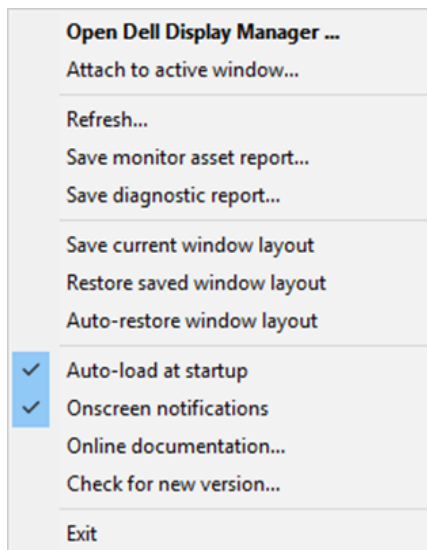 Open Dell Display Manager ...
Attach to active window...
Refresh...
Save monitor asset report...
Save diagnostic report...
Save current window layout
Restore saved window layout
Auto-restore window layout
Auto-load at startup
Onscreen notifications
Online documentation...
Check for new version...
Exit